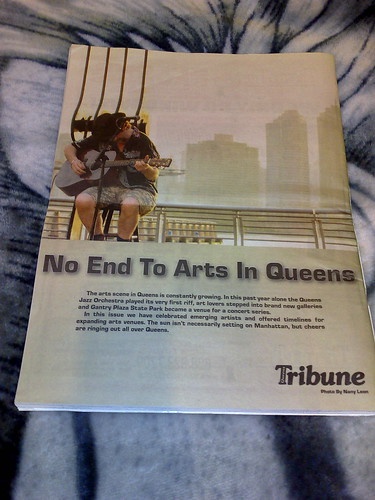 No End To Arts In Queens
The arts scene in Queens is constantly growing. In this past year alone the Queens
Jazz Orchestra played its very first riff, art lovers stepped into brand new galleries
and Gantry Plaza State Park became a venue for a concert series.
In this issue we have celebrated emerging artists and offered timelines for
expanding arts venues. The sun isn't necessarily setting on Manhattan, but cheers
are ringing out all over Queens.
Tribune
Photo By Nony Leon